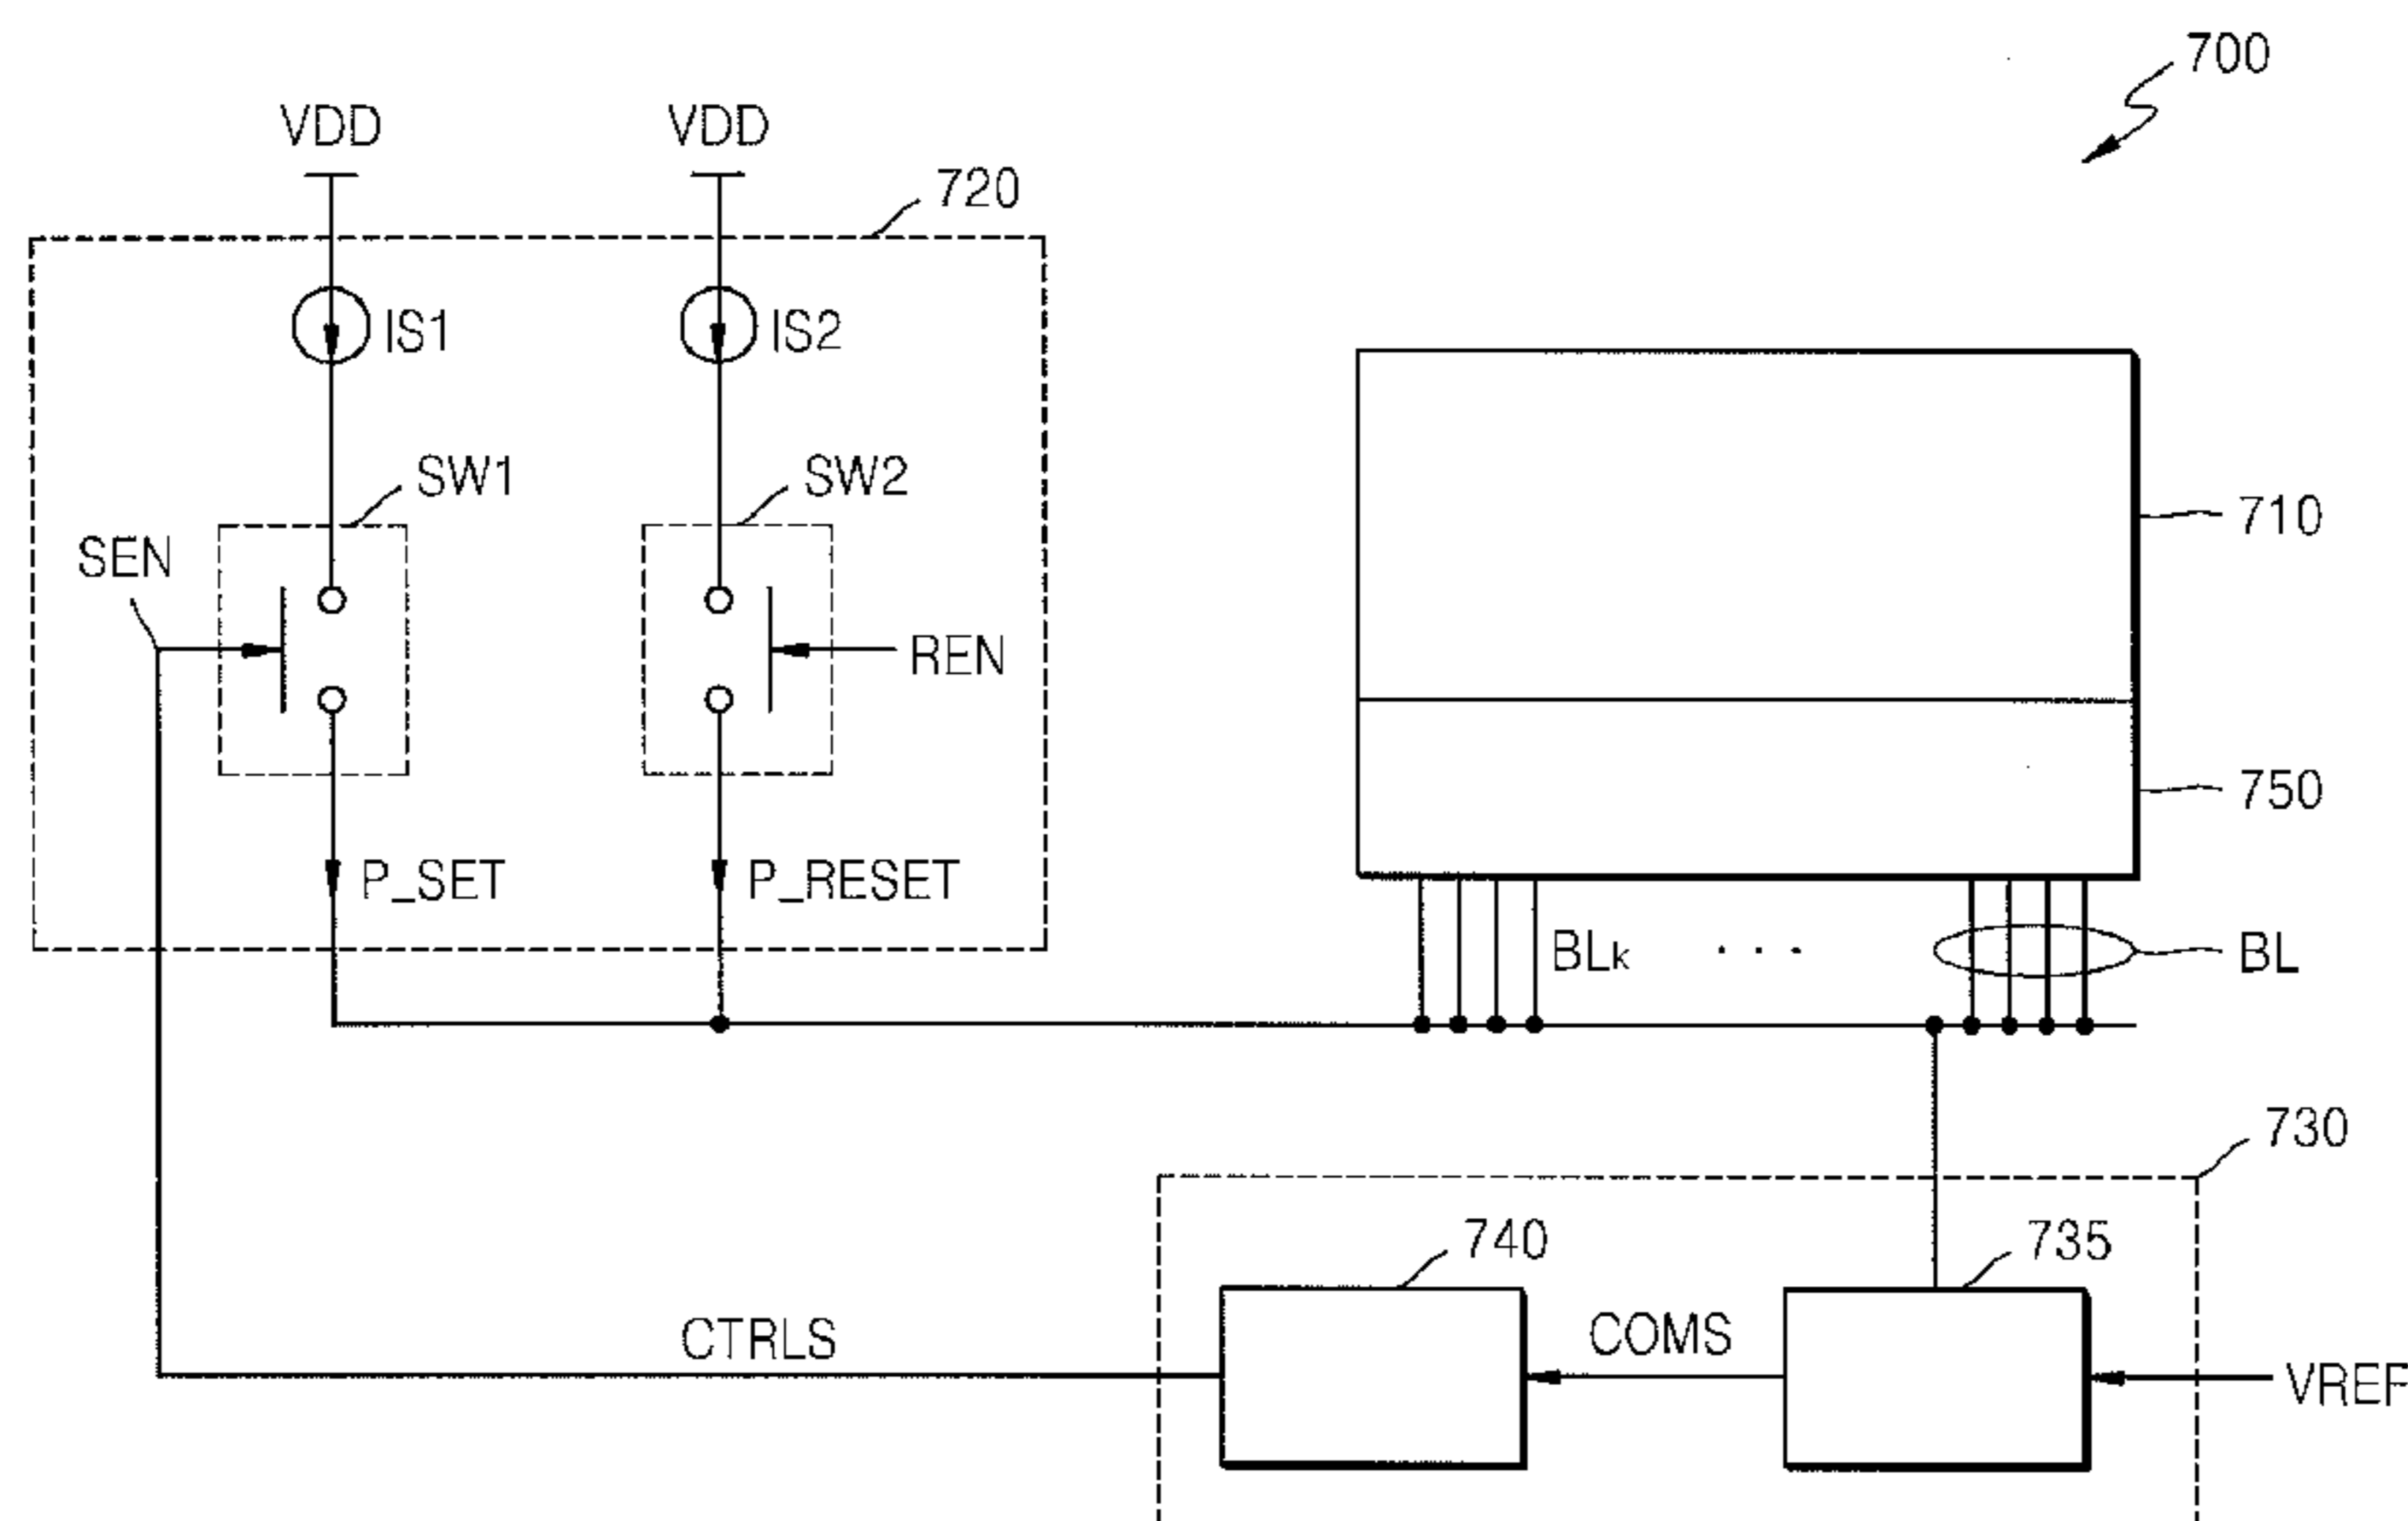 700
VDD
VDD
720
IS1
IS2
SW1
SW2
710
SEN
REN
750
P_SET
P_RESET
BLk
. . .
BL
730
740
735
CTRLS
COMS
VREF